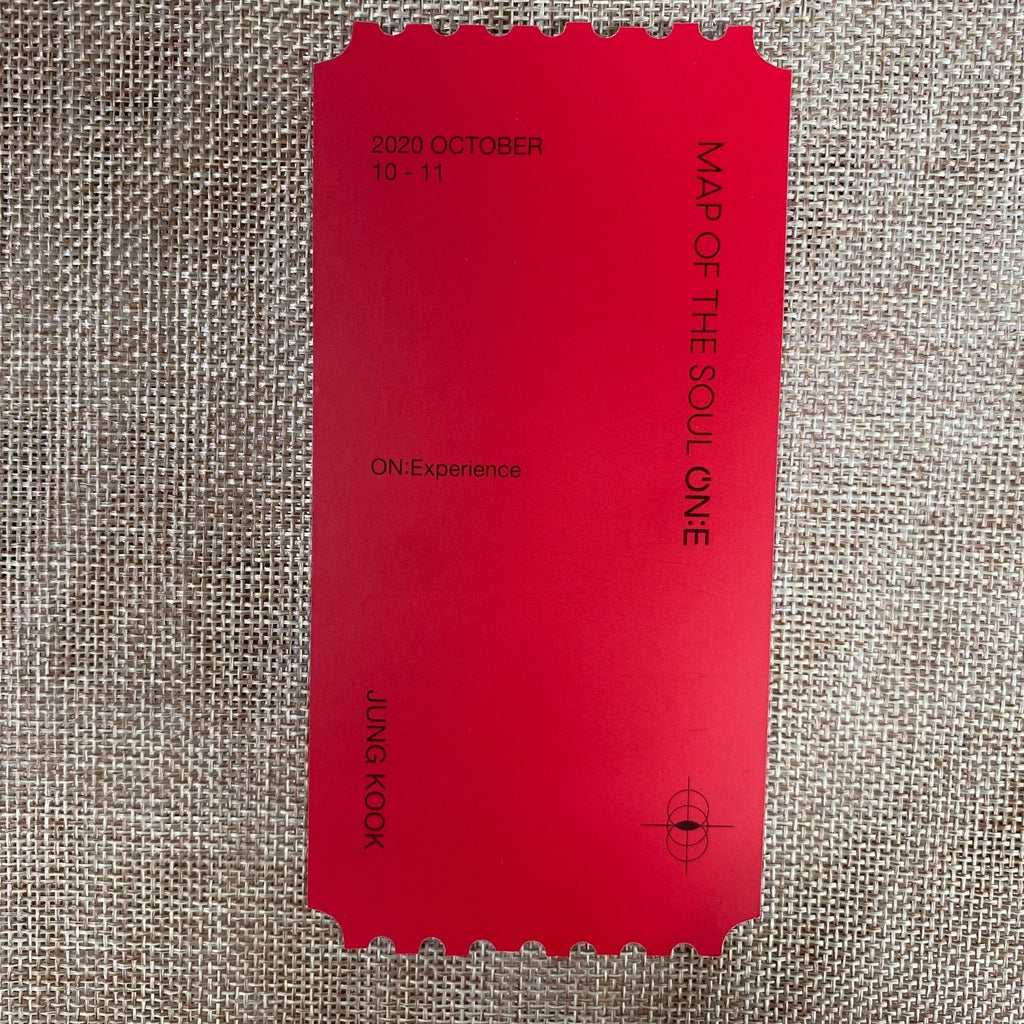 2020 OCTOBER
10 - 11
MAP OF THE SOUL ON:E
ON:Experience
JUNG KOOK